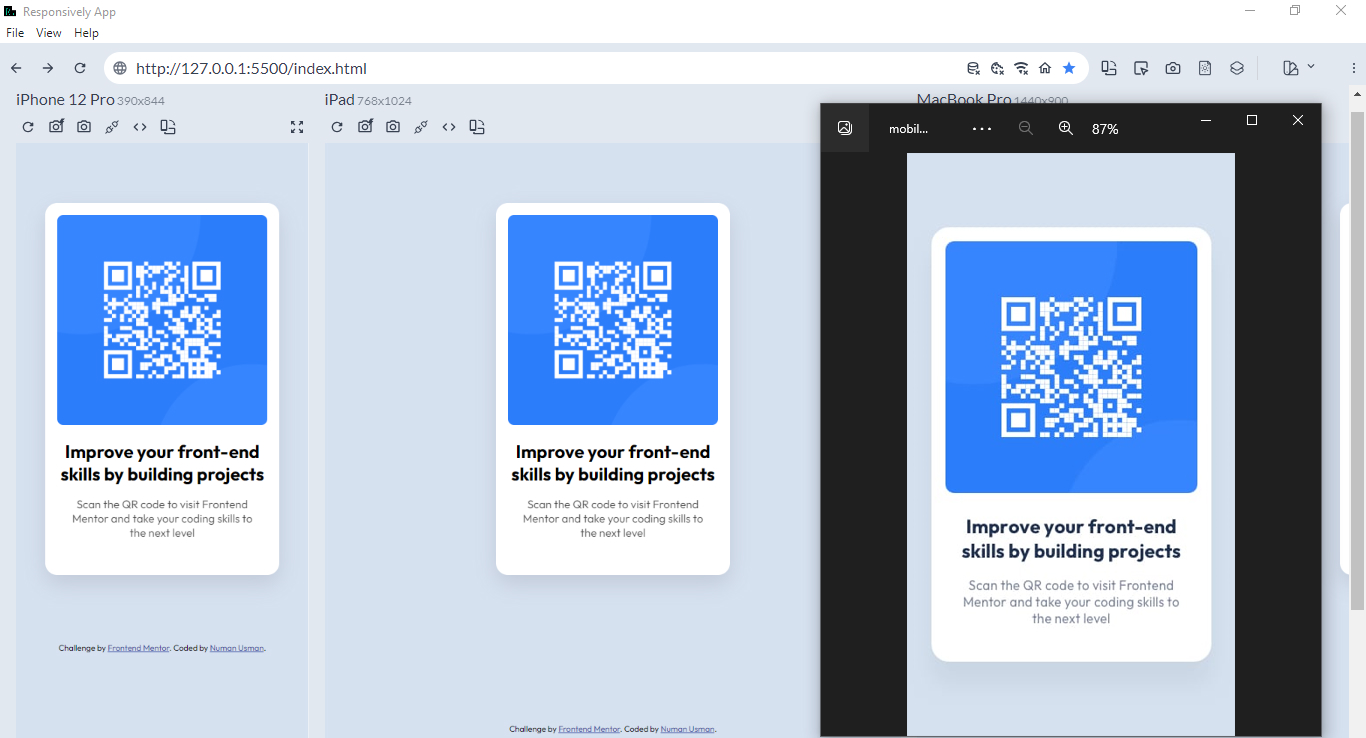 Responsively App
File View Help
http://127.0.0.1:5500/index.html
iPhone 12 Pro 390x844
iPad 768x1024
MacBook Pro 1440x900
Improve your front-end
skills by building projects
Scan the QR code to visit Frontend
Mentor and take your coding skills to
the next level
Challenge by Frontend Mentor. Coded by Numan Usman.
Improve your front-end
skills by building projects
Scan the QR code to visit Frontend
Mentor and take your coding skills to
the next level
Challenge by Frontend Mentor. Coded by Numan Usman.
mobil... 87%
Improve your front-end
skills by building projects
Scan the QR code to visit Frontend
Mentor and take your coding skills to
the next level